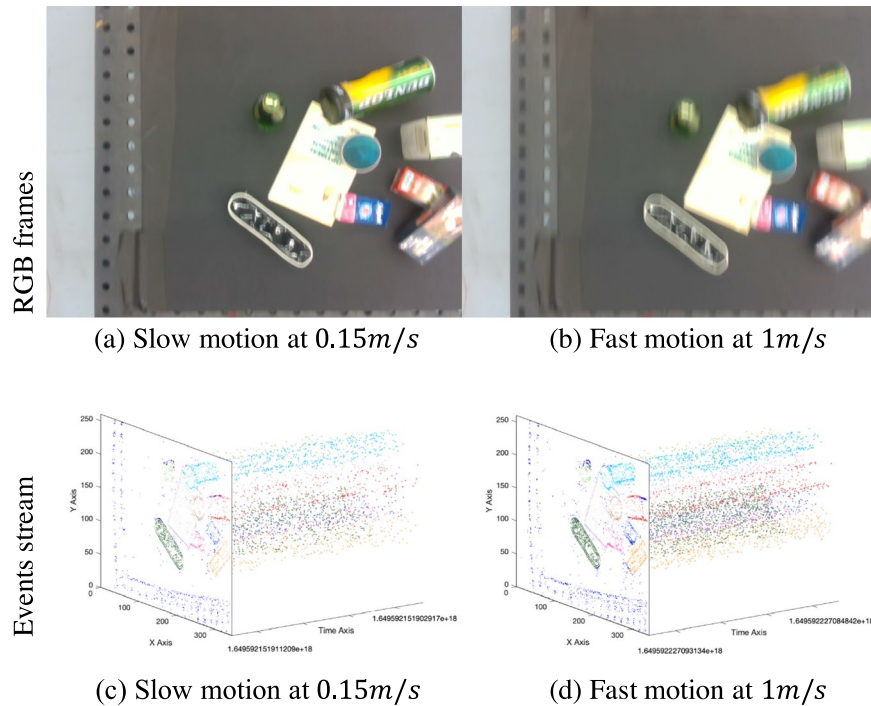 RGB frames
DUNLOP
(a) Slow motion at 0.15m/s
(b) Fast motion at 1m/s
Events stream
250
200
150
100
50
0
Y Axis
0
100
200
300
X Axis
Time Axis
1.649592151911209e+18
1.649592151902917e+18
250
200
150
100
50
0
Y Axis
0
100
200
300
X Axis
Time Axis
1.649592227093134e+18
1.649592227084842e+18
(c) Slow motion at 0.15m/s
(d) Fast motion at 1m/s